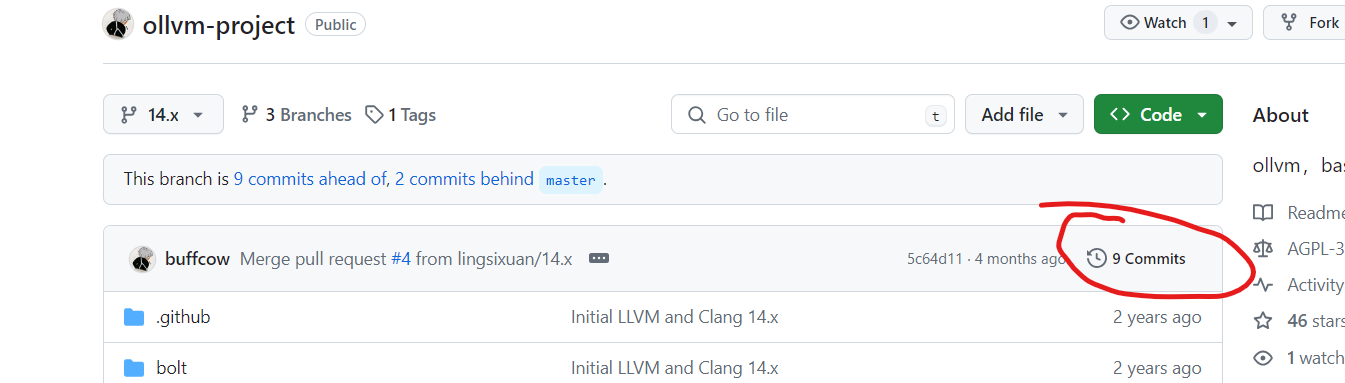 ollvm-project Public Watch 1 Fork
14.x 3 Branches 1 Tags Go to file t Add file Code About
This branch is 9 commits ahead of, 2 commits behind master.
ollvm，bas
buffcow Merge pull request #4 from lingsixuan/14.x 5c64d11 · 4 months ago 9 Commits
Readme
AGPL-3
.github Initial LLVM and Clang 14.x 2 years ago
Activity
46 stars
bolt Initial LLVM and Clang 14.x 2 years ago
1 watch